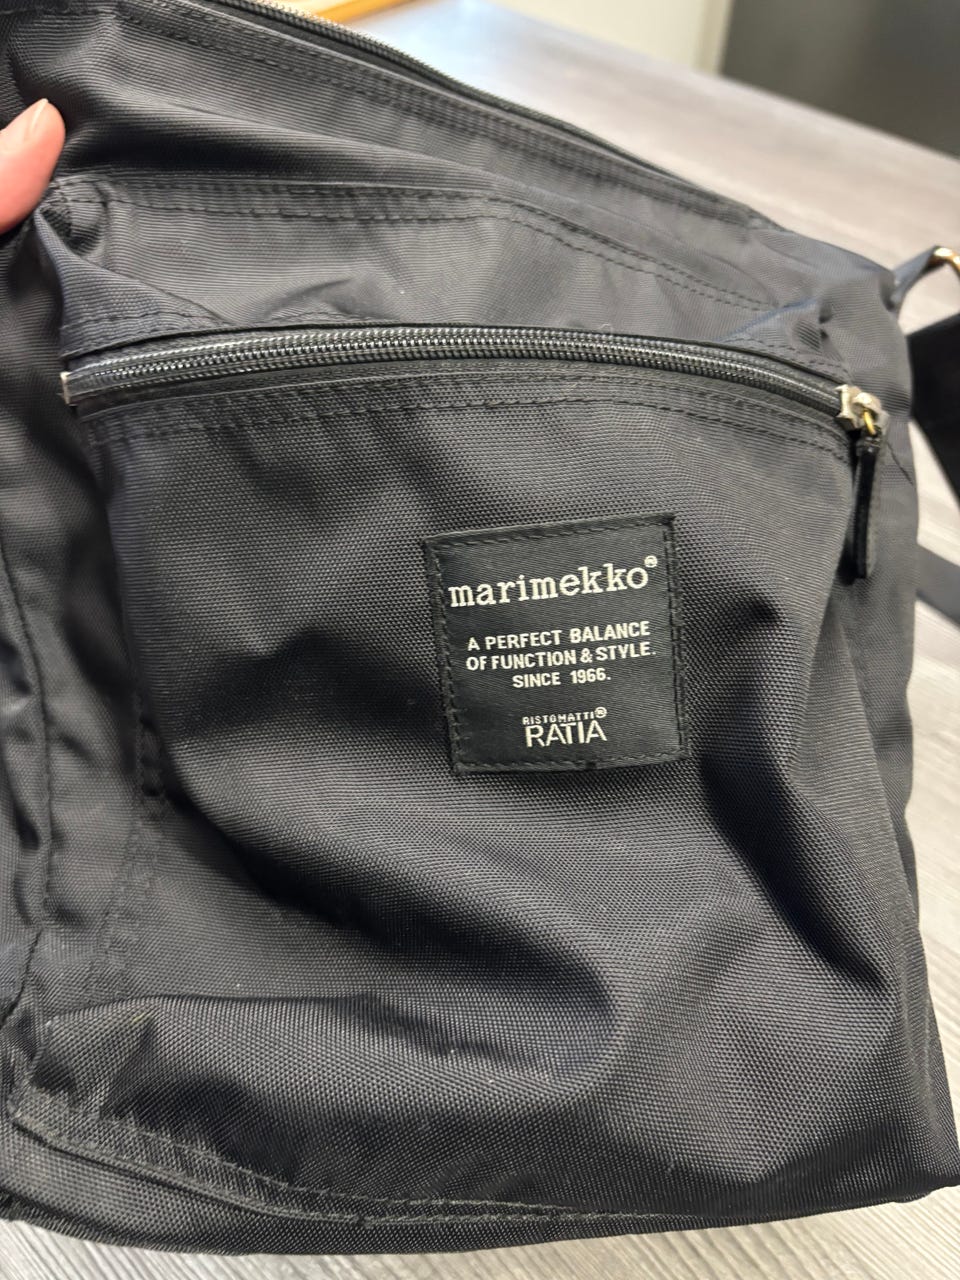 marimekko®
A PERFECT BALANCE
OF FUNCTION & STYLE.
SINCE 1966.
RISTOMATTI®
RATIA